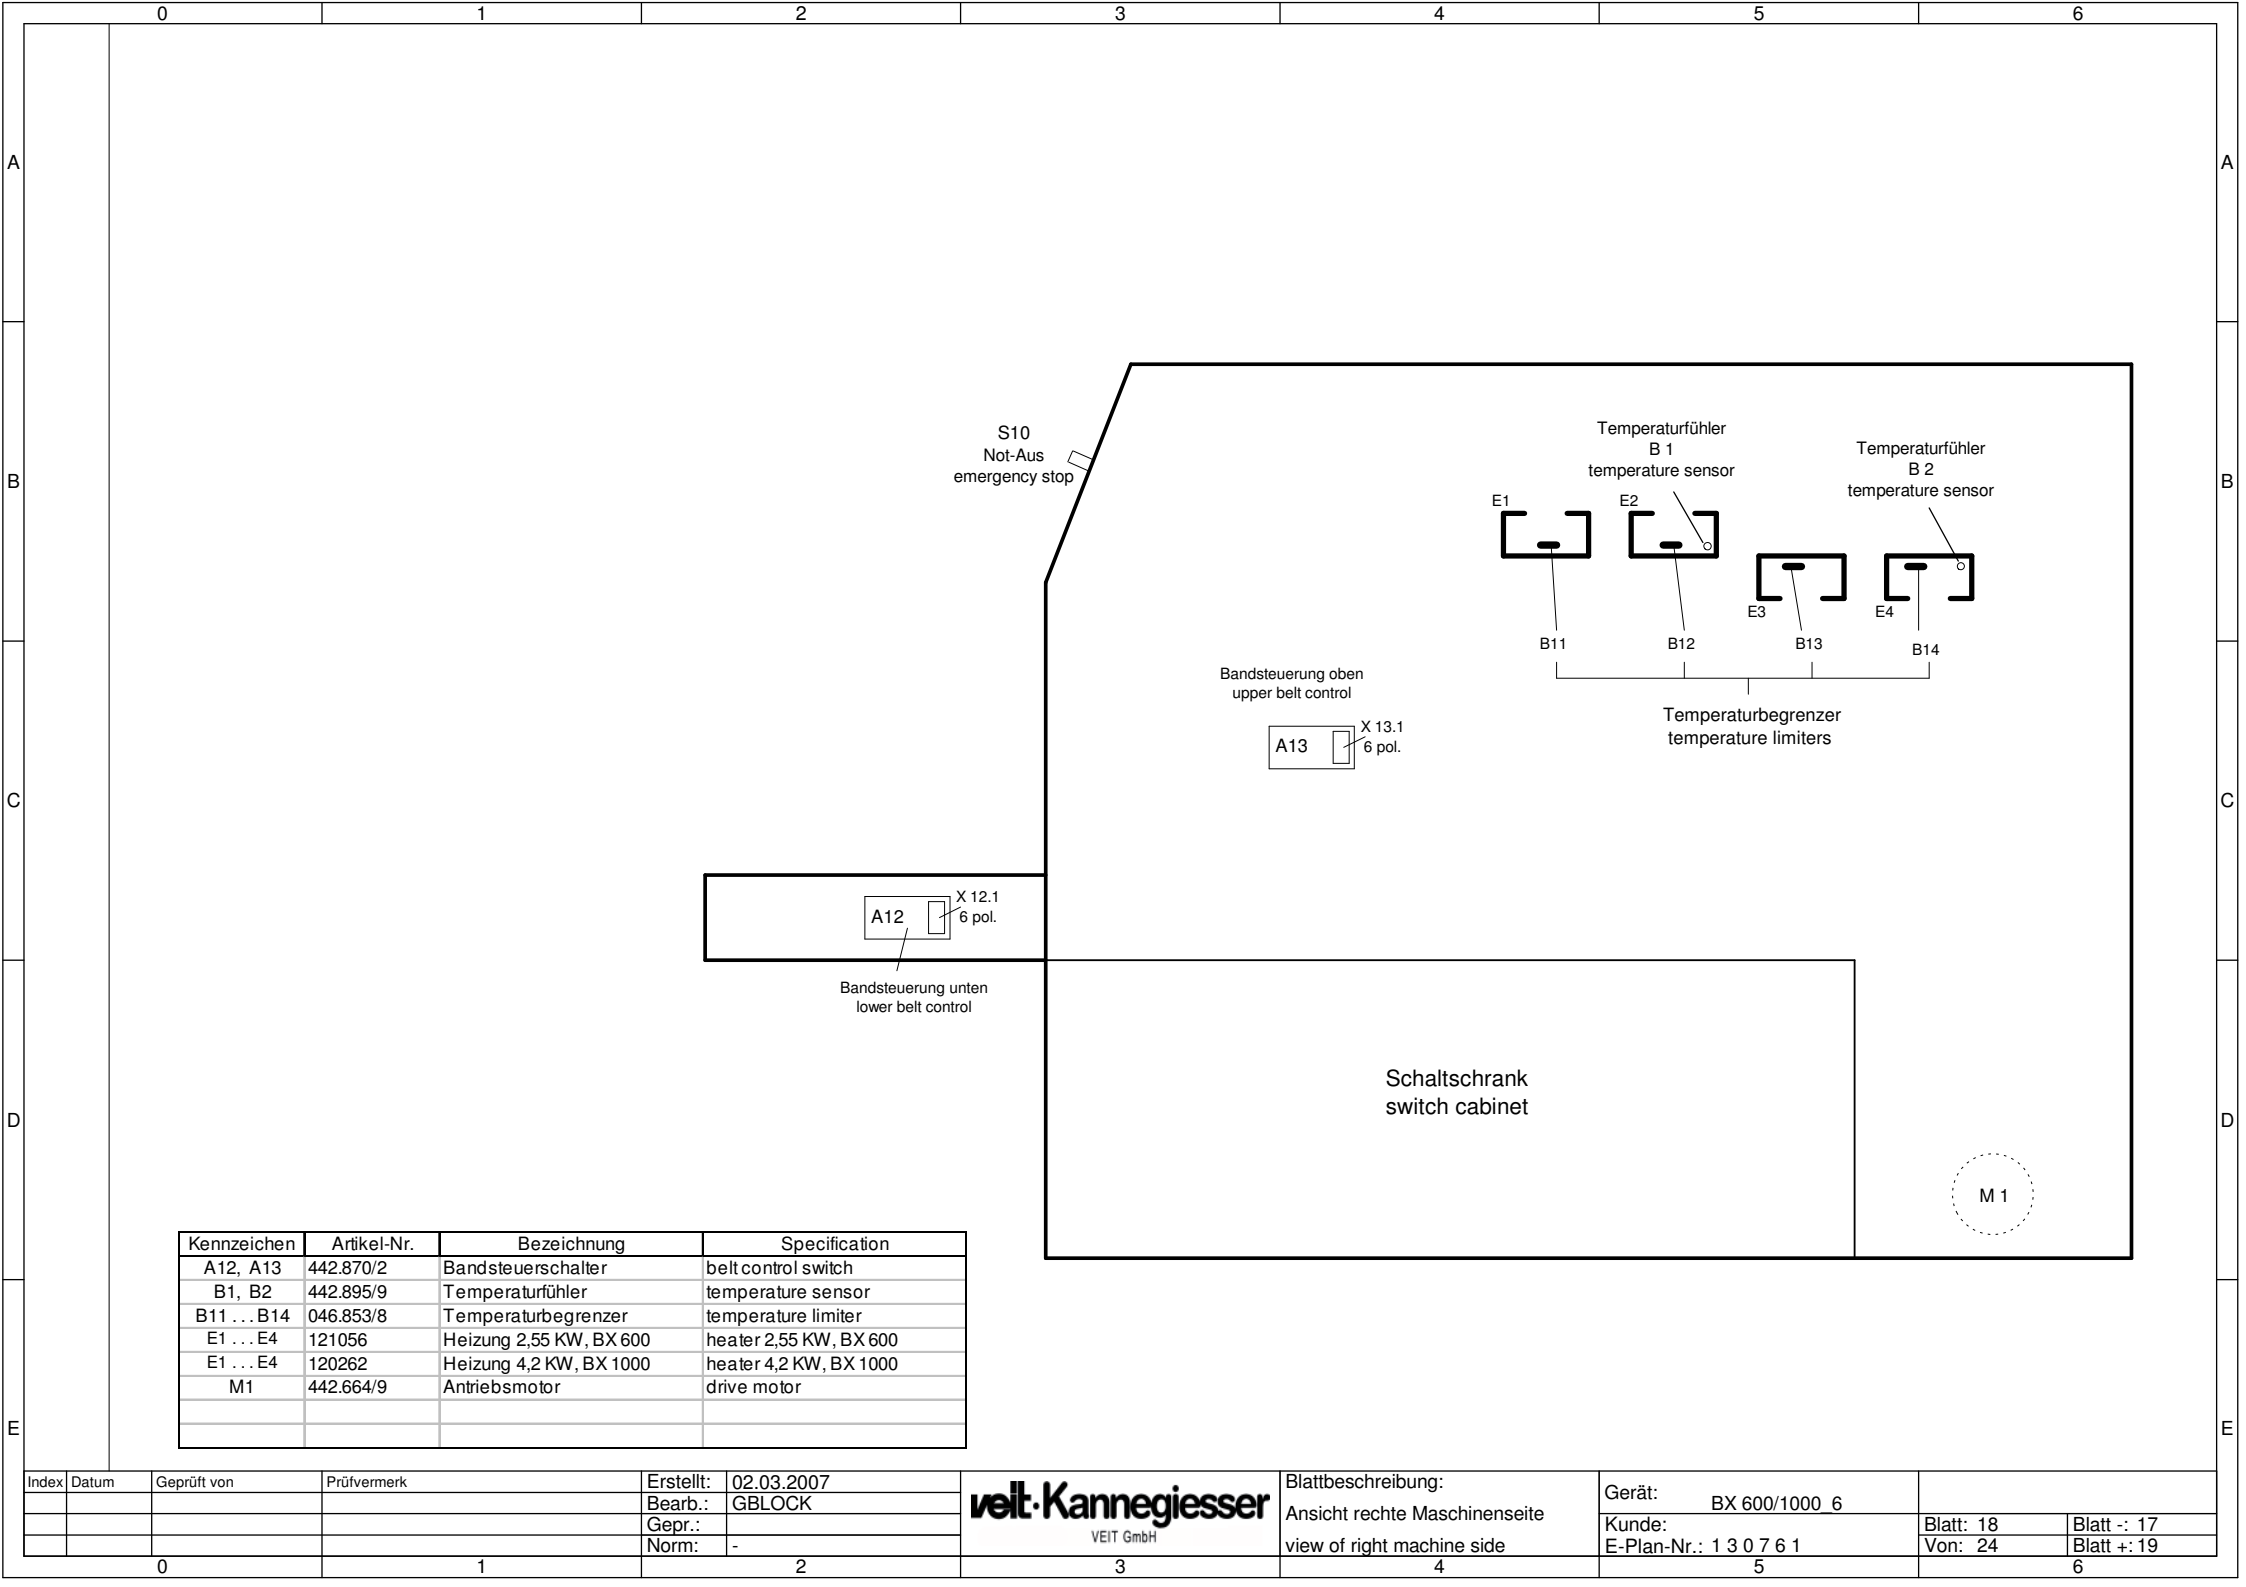 0 1 2 3 4 5 6
A A
S10
Not-Aus
emergency stop
Temperaturfühler
B 1
temperature sensor
Temperaturfühler
B 2
temperature sensor
B B
E1 E2
E3 E4
B11 B12 B13 B14
Temperaturbegrenzer
temperature limiters
Bandsteuerung oben
upper belt control
A13
X 13.1
6 pol.
C C
A12
X 12.1
6 pol.
Bandsteuerung unten
lower belt control
Schaltschrank
switch cabinet
D D
M 1
Kennzeichen Artikel-Nr. Bezeichnung Specification
A12, A13 442.870/2 Bandsteuerschalter belt control switch
B1, B2 442.895/9 Temperaturfühler temperature sensor
B11 . . . B14 046.853/8 Temperaturbegrenzer temperature limiter
E1 . . . E4 121056 Heizung 2,55 KW, BX 600 heater 2,55 KW, BX 600
E1 . . . E4 120262 Heizung 4,2 KW, BX 1000 heater 4,2 KW, BX 1000
M1 442.664/9 Antriebsmotor drive motor
E E
Index Datum Geprüft von Prüfvermerk
Erstellt: 02.03.2007
Bearb.: GBLOCK
Gepr.:
Norm: -
veit·Kannegiesser
VEIT GmbH
Blattbeschreibung:
Ansicht rechte Maschinenseite
view of right machine side
Gerät: BX 600/1000_6
Kunde:
E-Plan-Nr.: 1 3 0 7 6 1
Blatt: 18 Blatt -: 17
Von: 24 Blatt +: 19
0 1 2 3 4 5 6